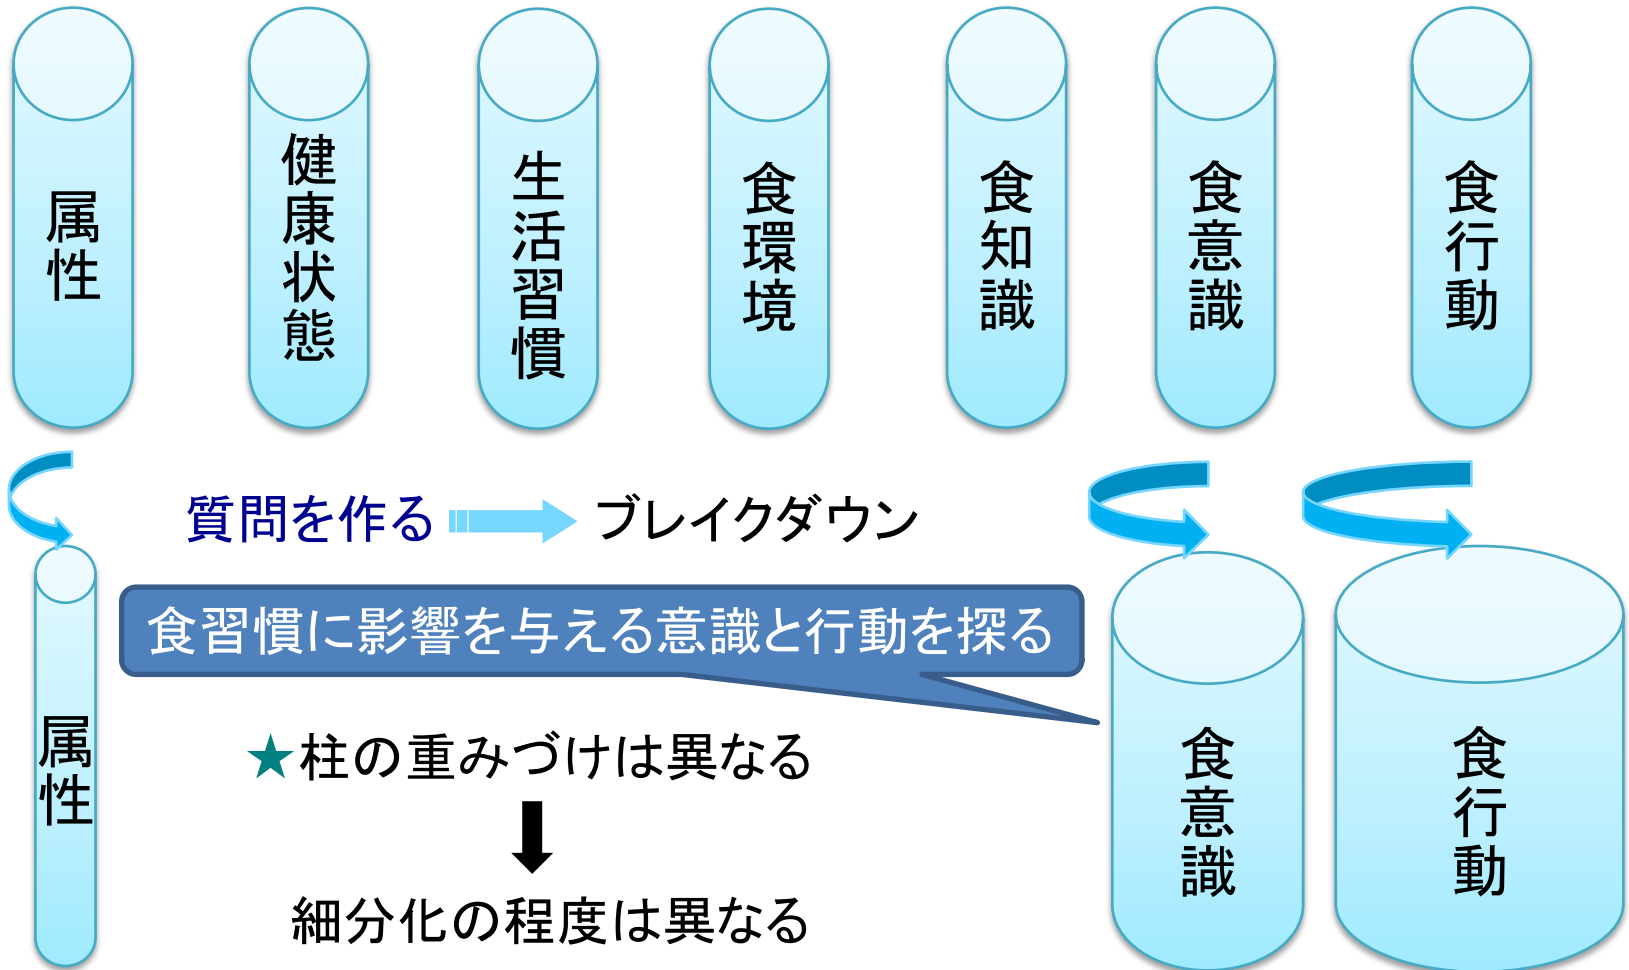 属性
健康状態
生活習慣
食環境
食知識
食意識
食行動
質問を作る
ブレイクダウン
食習慣に影響を与える意識と行動を探る
属性
★柱の重みづけは異なる
細分化の程度は異なる
食意識
食行動